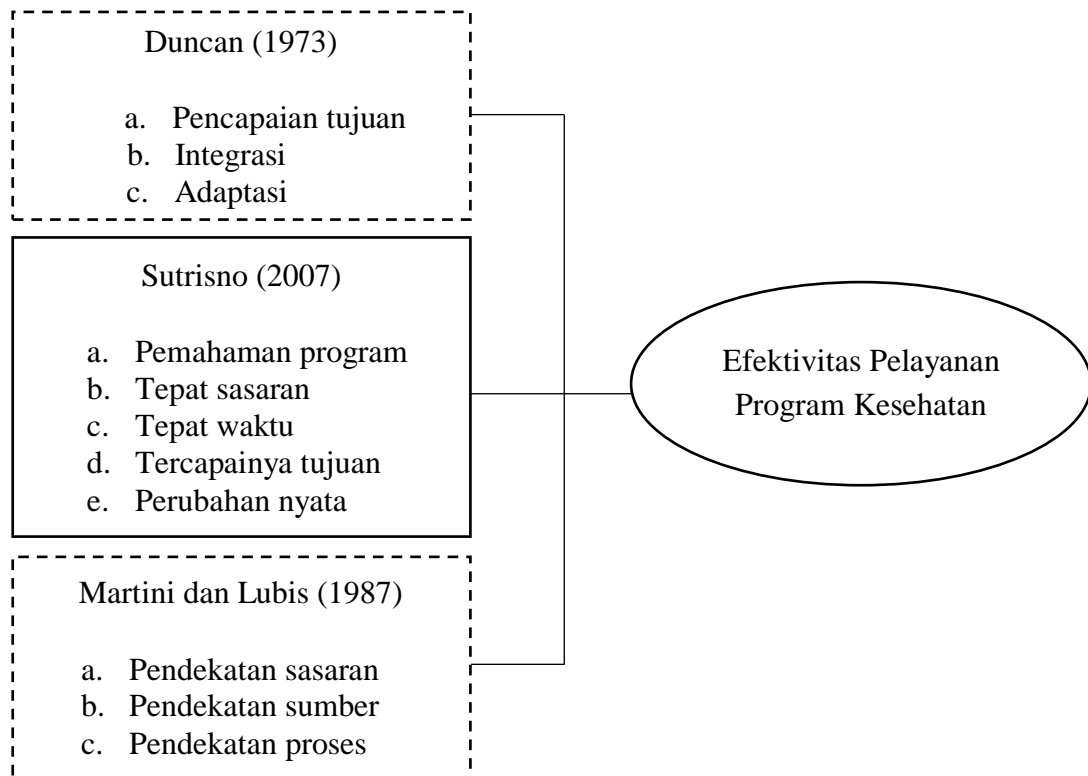 Duncan (1973)
a. Pencapaian tujuan
b. Integrasi
c. Adaptasi
Sutrisno (2007)
a. Pemahaman program
b. Tepat sasaran
c. Tepat waktu
d. Tercapainya tujuan
e. Perubahan nyata
Martini dan Lubis (1987)
a. Pendekatan sasaran
b. Pendekatan sumber
c. Pendekatan proses
Efektivitas Pelayanan
Program Kesehatan